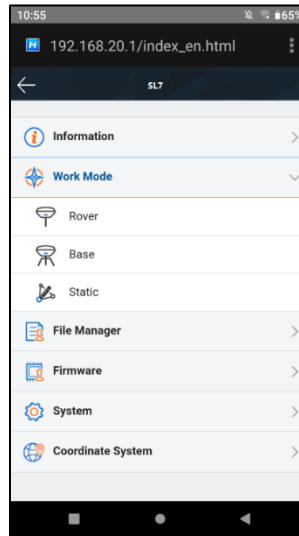 10:55
65%
192.168.20.1/index_en.html
SL7
Information
Work Mode
Rover
Base
Static
File Manager
Firmware
System
Coordinate System